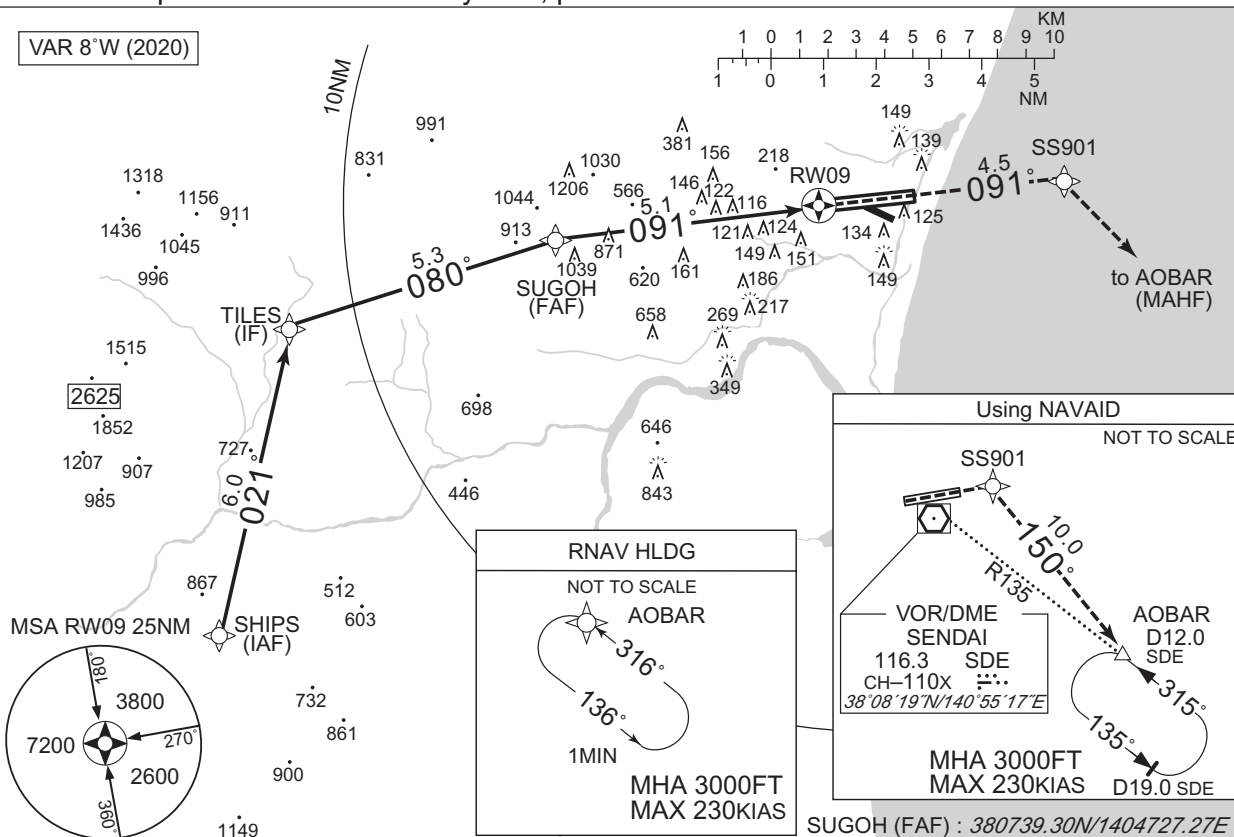 VAR 8°W (2020)
KM
1 0 1 2 3 4 5 6 7 8 9 10
1 0 1 2 3 4 5
NM
10NM
991
831
1318
1156
911
1436
1045
996
1044
913
1206
1030
566
381
156
146
122
116
218
149
139
RW09
4.5
091°
SS901
5.1
091°
871
1039
620
161
121
124
149
151
134
125
149
186
217
SUGOH
(FAF)
5.3
080°
TILES
(IF)
658
269
349
to AOBAR
(MAHF)
1515
2625
1852
1207
907
985
727
6.0
021°
698
446
646
843
867
512
603
SHIPS
(IAF)
732
861
900
1149
MSA RW09 25NM
180°
3800
7200
270°
2600
360°
RNAV HLDG
NOT TO SCALE
AOBAR
316°
136°
1MIN
MHA 3000FT
MAX 230KIAS
Using NAVAID
NOT TO SCALE
SS901
10.0
150°
R135
VOR/DME
SENDAI
116.3 SDE
CH–110X
38°08´19˝N/140°55´17˝E
AOBAR
D12.0
SDE
315°
135°
D19.0 SDE
MHA 3000FT
MAX 230KIAS
SUGOH (FAF) : 380739.30N/1404727.27E